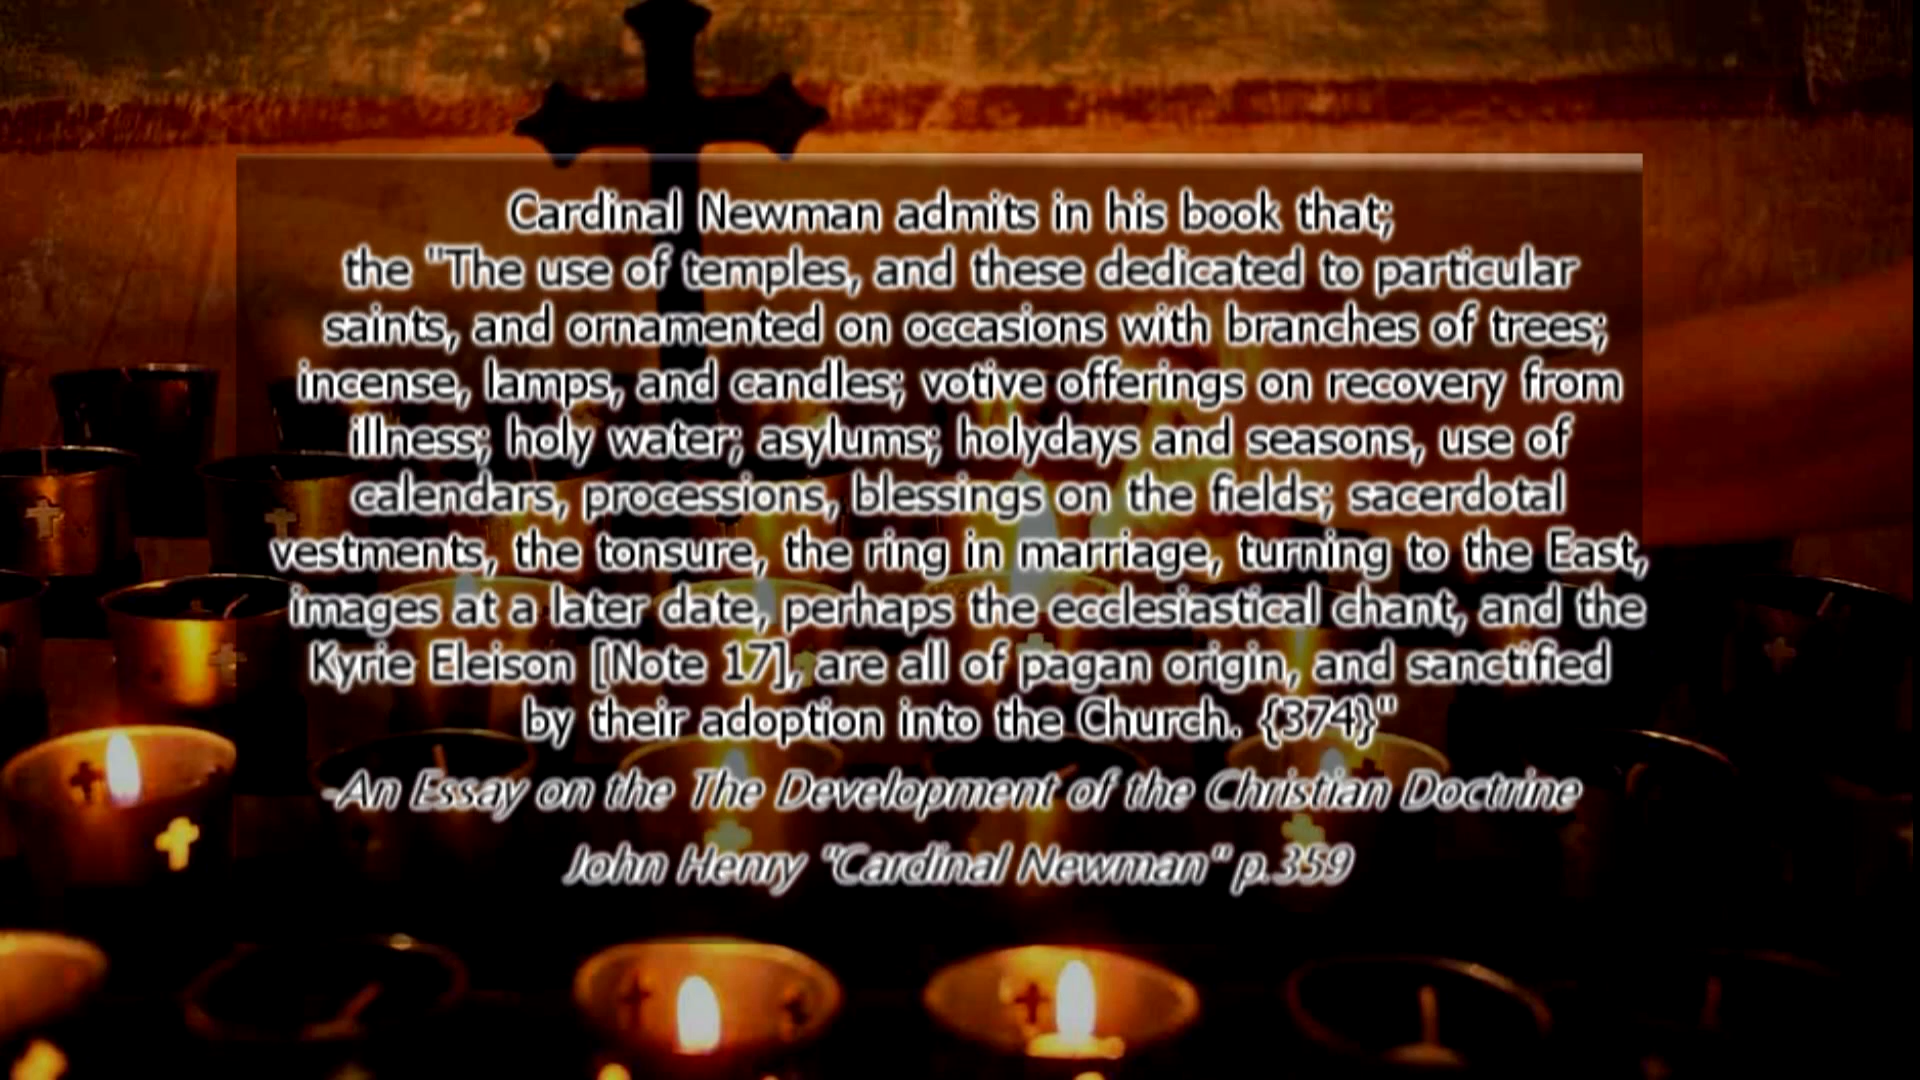 Cardinal Newman admits in his book that;
the "The use of temples, and these dedicated to particular
saints, and ornamented on occasions with branches of trees;
incense, lamps, and candles; votive offerings on recovery from
illness; holy water; asylums; holydays and seasons, use of
calendars, processions, blessings on the fields; sacerdotal
vestments, the tonsure, the ring in marriage, turning to the East,
images at a later date, perhaps the ecclesiastical chant, and the
Kyrie Eleison [Note 17], are all of pagan origin, and sanctified
by their adoption into the Church. {374}"
-An Essay on the The Development of the Christian Doctrine
John Henry "Cardinal Newman" p.359